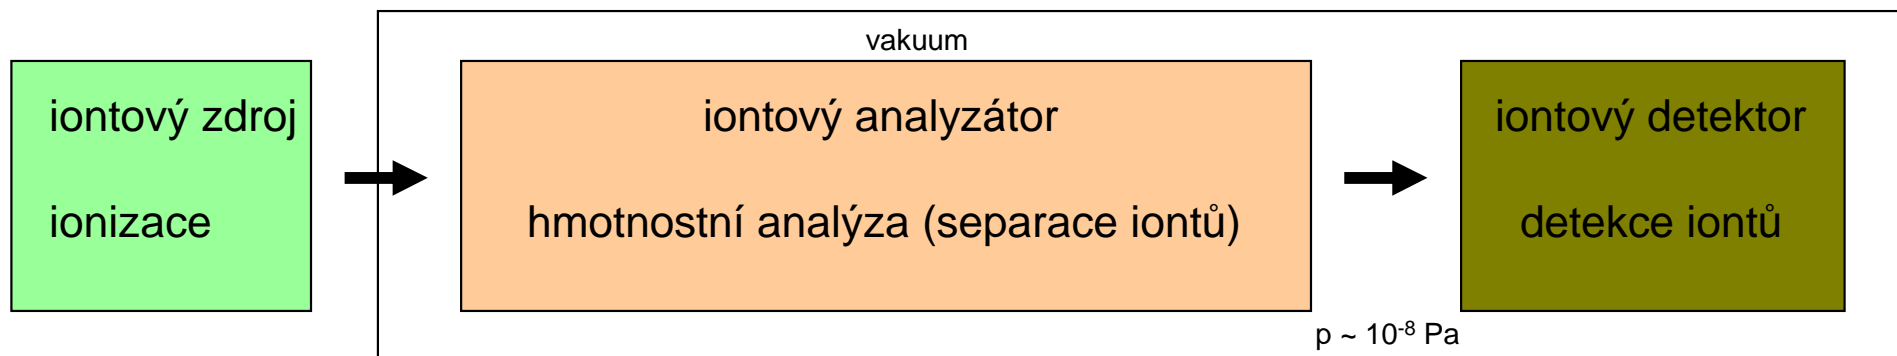 vakuum
iontový zdroj
ionizace
iontový analyzátor
hmotnostní analýza (separace iontů)
iontový detektor
detekce iontů
p ~ 10⁻⁸ Pa